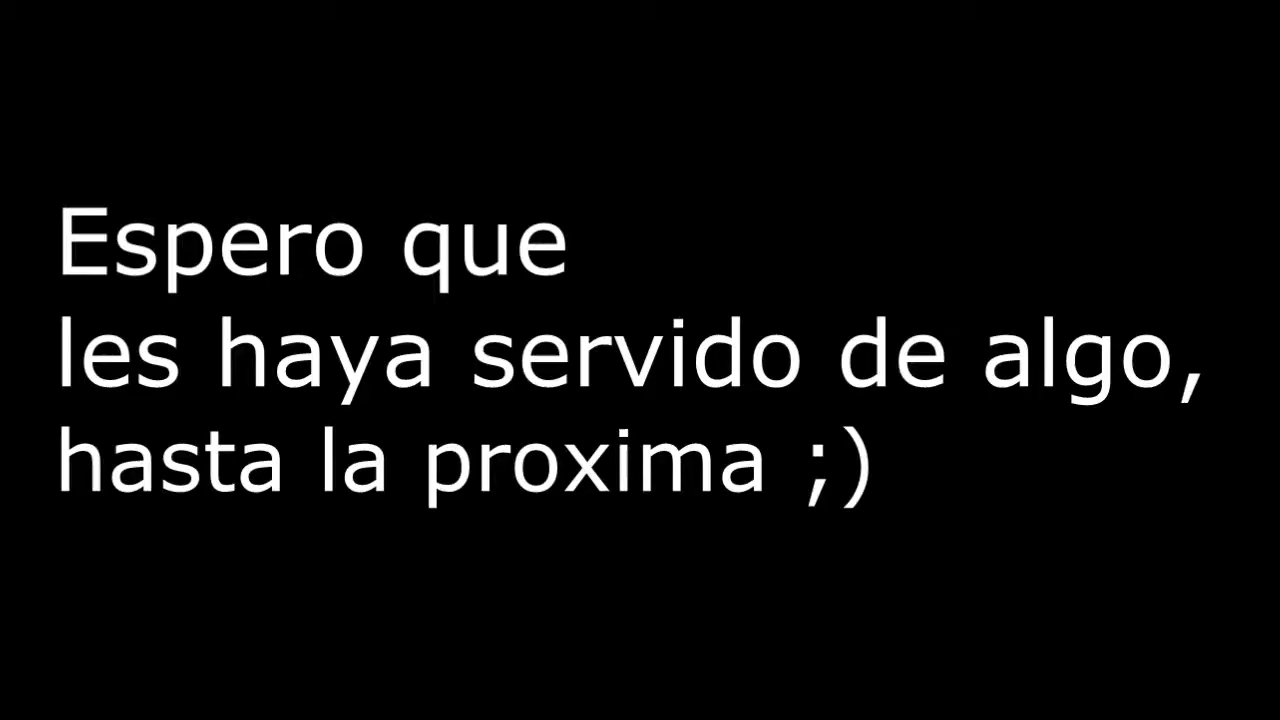 Espero que
les haya servido de algo,
hasta la proxima ;)